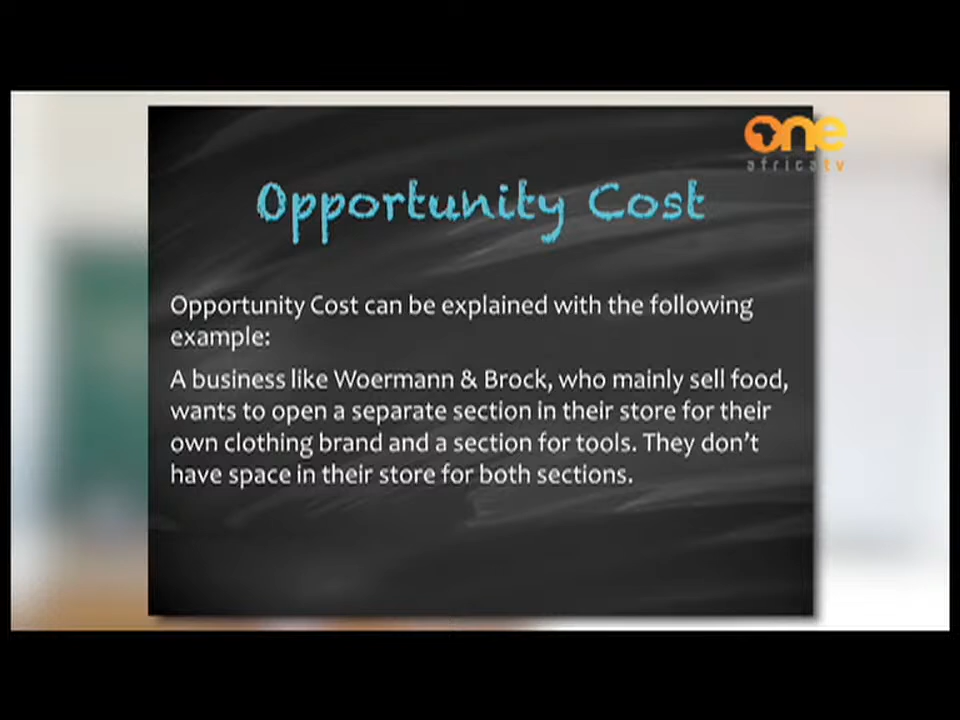 one
africa tv
Opportunity Cost
Opportunity Cost can be explained with the following
example:
A business like Woermann & Brock, who mainly sell food,
wants to open a separate section in their store for their
own clothing brand and a section for tools. They don't
have space in their store for both sections.